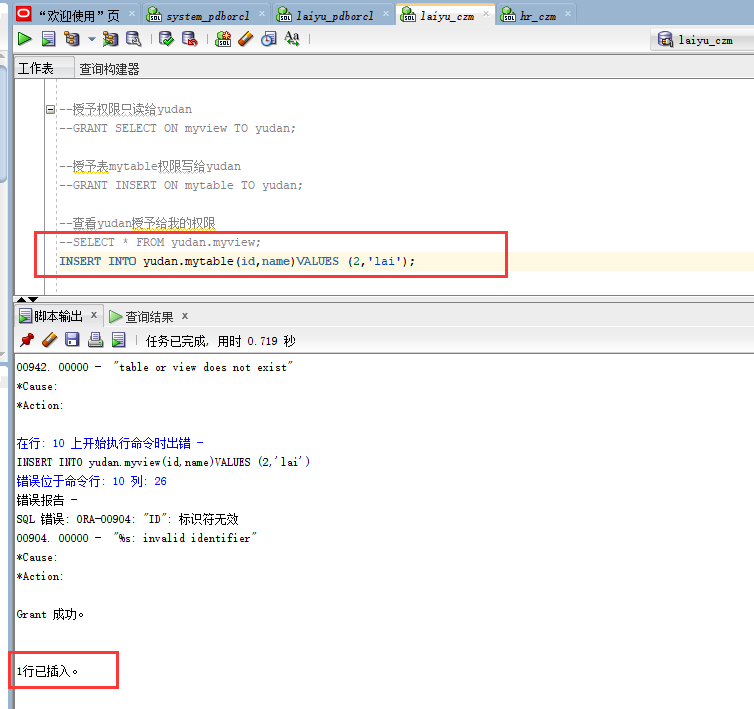 “欢迎使用”页 × system_pdborcl × laiyu_pdborcl × laiyu_czm × hr_czm ×
laiyu_czm
工作表 查询构建器
--授予权限只读给yudan
--GRANT SELECT ON myview TO yudan;
--授予表mytable权限写给yudan
--GRANT INSERT ON mytable TO yudan;
--查看yudan授予给我的权限
--SELECT * FROM yudan.myview;
INSERT INTO yudan.mytable(id,name)VALUES (2,'lai');
脚本输出 × 查询结果 ×
任务已完成, 用时 0.719 秒
00942. 00000 -  "table or view does not exist"
*Cause:
*Action:
在行: 10 上开始执行命令时出错 -
INSERT INTO yudan.myview(id,name)VALUES (2,'lai')
错误位于命令行: 10 列: 26
错误报告 -
SQL 错误: ORA-00904: "ID": 标识符无效
00904. 00000 -  "%s: invalid identifier"
*Cause:
*Action:
Grant 成功。
1行已插入。